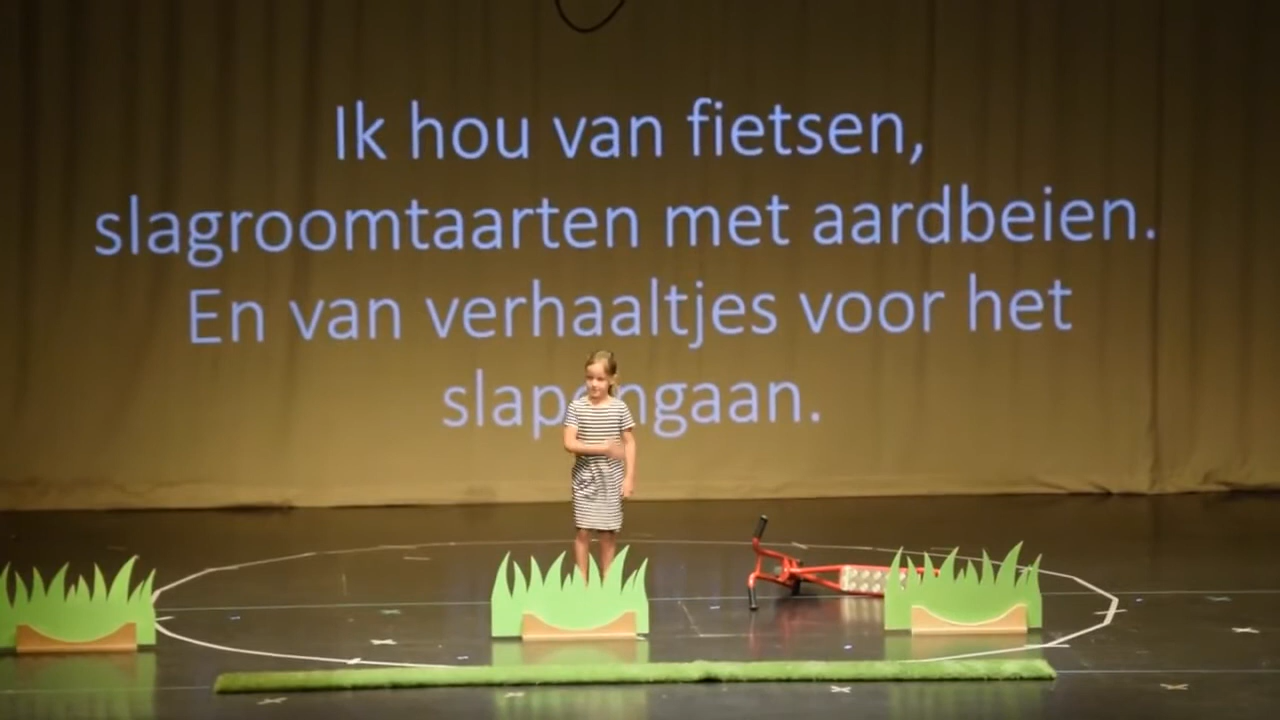 Ik hou van fietsen,
slagroomtaarten met aardbeien.
En van verhaaltjes voor het
slapengaan.